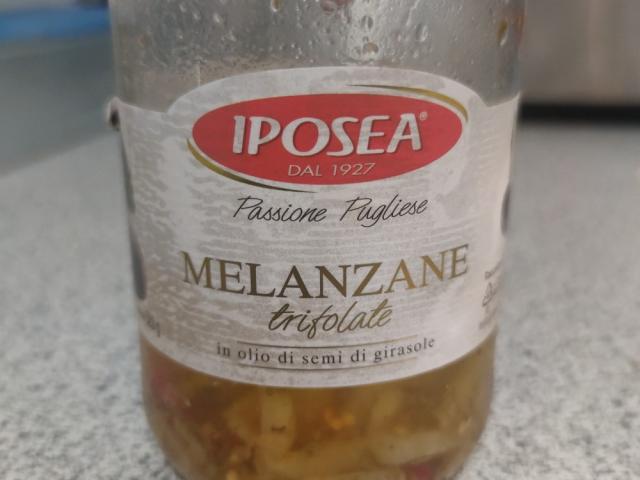 IPOSEA®
DAL 1927
Passione Pugliese
MELANZANE
trifolate
in olio di semi di girasole